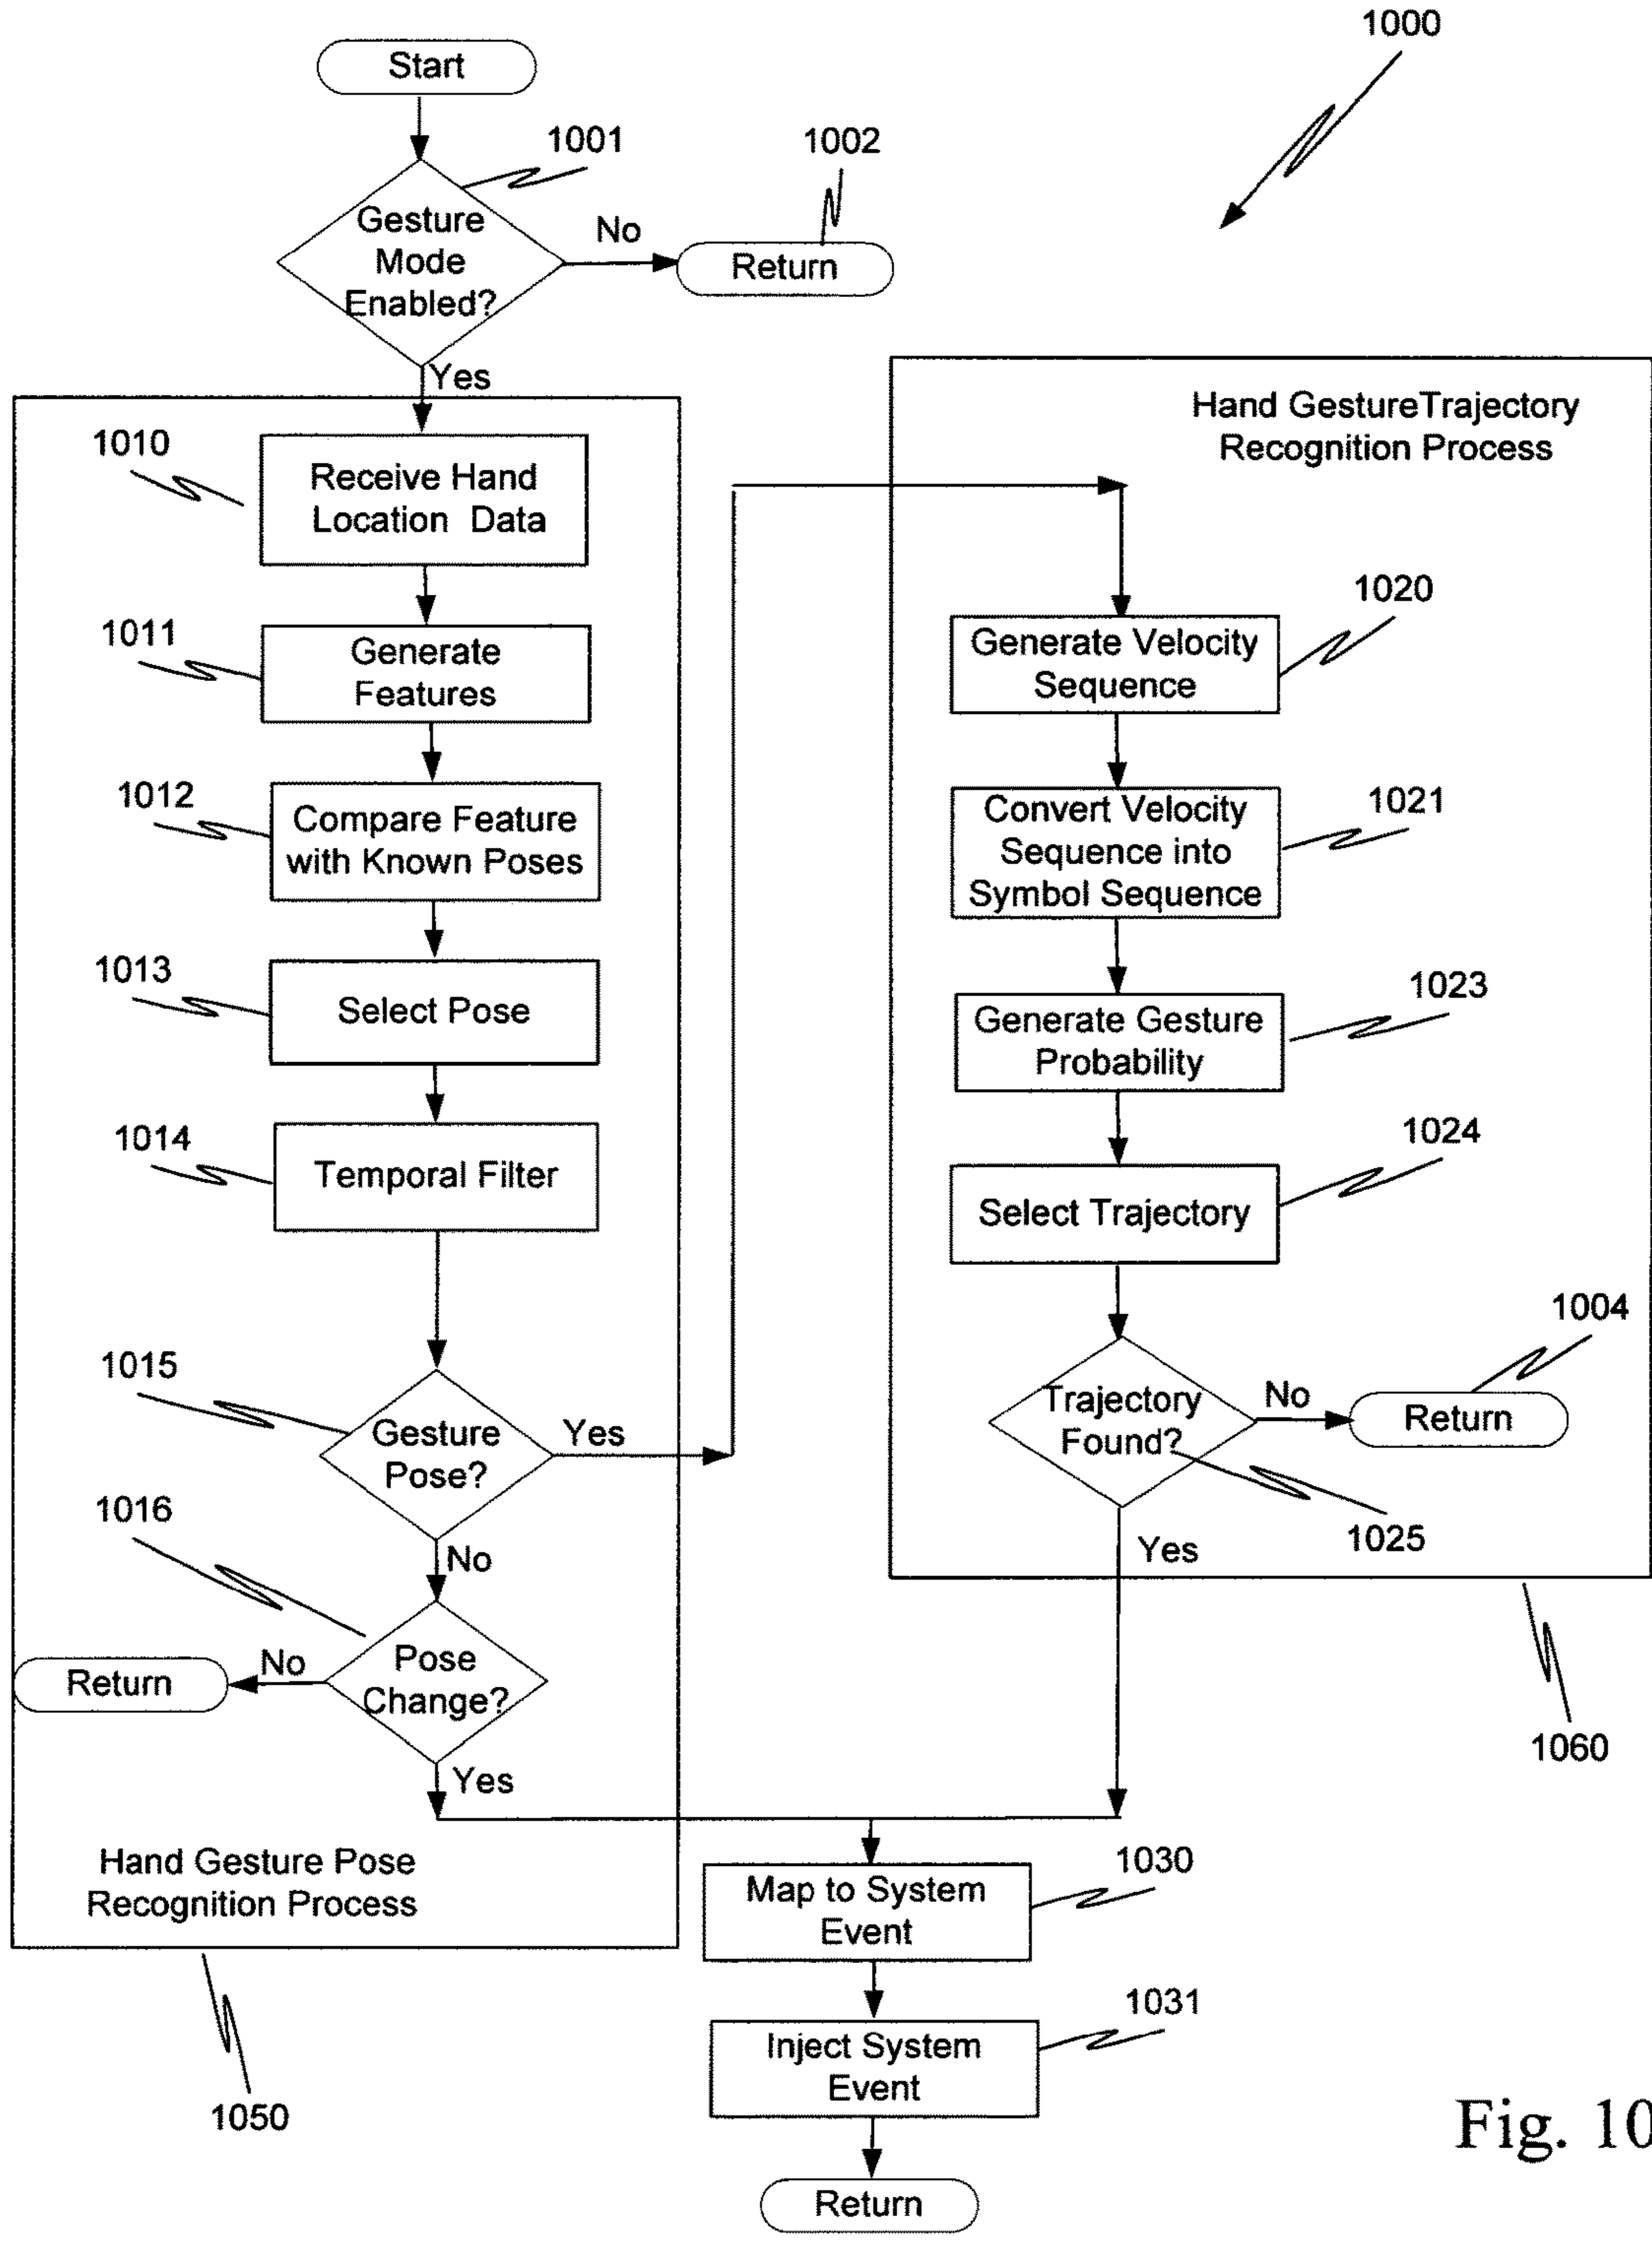 1000
Start
1001
1002
Gesture
Mode
Enabled?
No
Return
Yes
Hand GestureTrajectory
Recognition Process
1010
Receive Hand
Location Data
1011
Generate
Features
1012
Compare Feature
with Known Poses
1013
Select Pose
1014
Temporal Filter
1015
Gesture
Pose?
Yes
1016
No
Pose
Change?
No
Return
Yes
Hand Gesture Pose
Recognition Process
1050
1020
Generate Velocity
Sequence
1021
Convert Velocity
Sequence into
Symbol Sequence
1023
Generate Gesture
Probability
1024
Select Trajectory
1004
Trajectory
Found?
No
Return
1025
Yes
1060
1030
Map to System
Event
1031
Inject System
Event
Return
Fig. 10